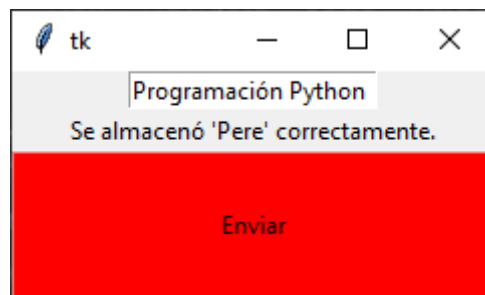 tk
Programación Python
Se almacenó 'Pere' correctamente.
Enviar